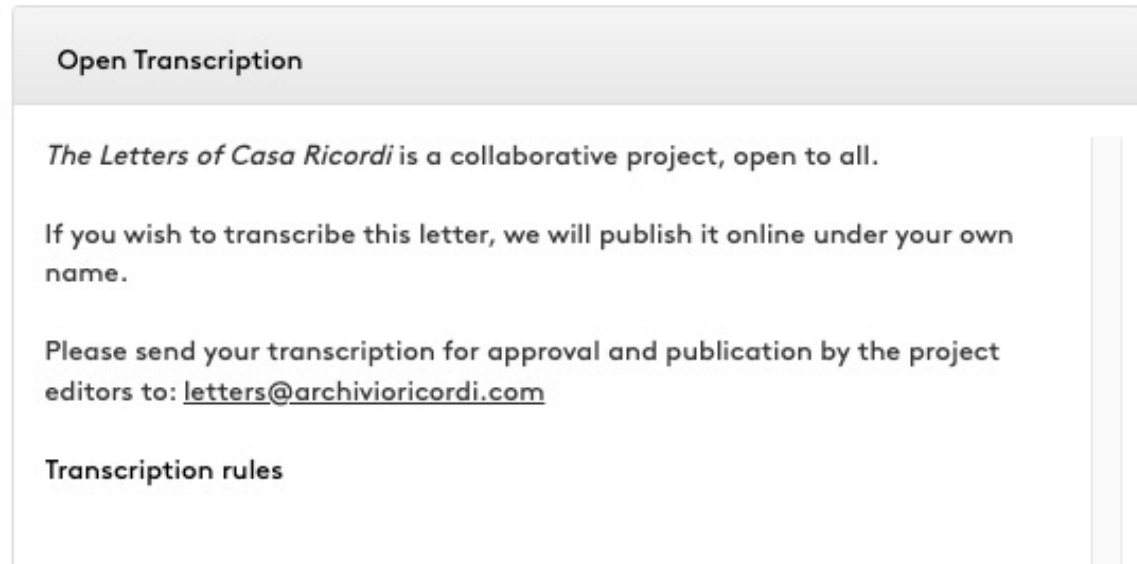 Open Transcription
The Letters of Casa Ricordi is a collaborative project, open to all.
If you wish to transcribe this letter, we will publish it online under your own
name.
Please send your transcription for approval and publication by the project
editors to: letters@archivioricordi.com
Transcription rules